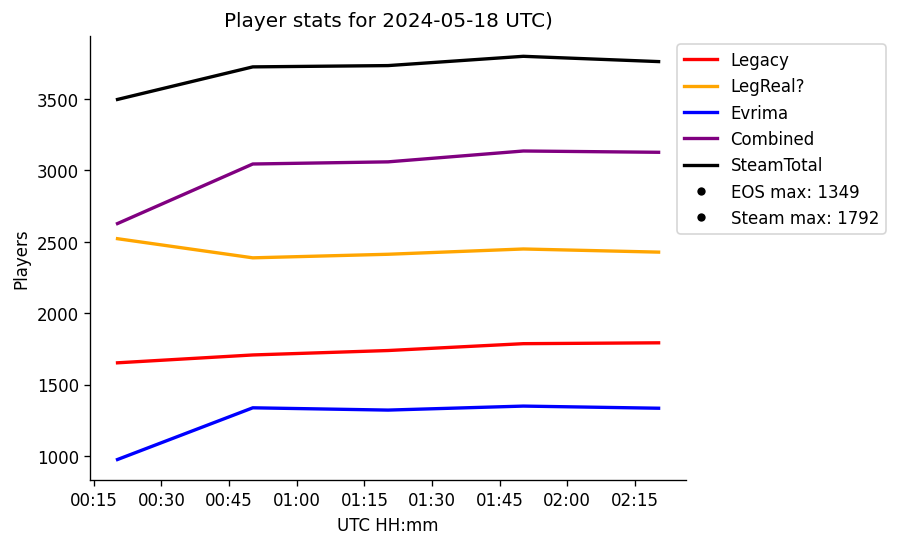 Player stats for 2024-05-18 UTC)
Legacy
LegReal?
Evrima
Combined
SteamTotal
EOS max: 1349
Steam max: 1792
Players
3500
3000
2500
2000
1500
1000
00:15 00:30 00:45 01:00 01:15 01:30 01:45 02:00 02:15
UTC HH:mm